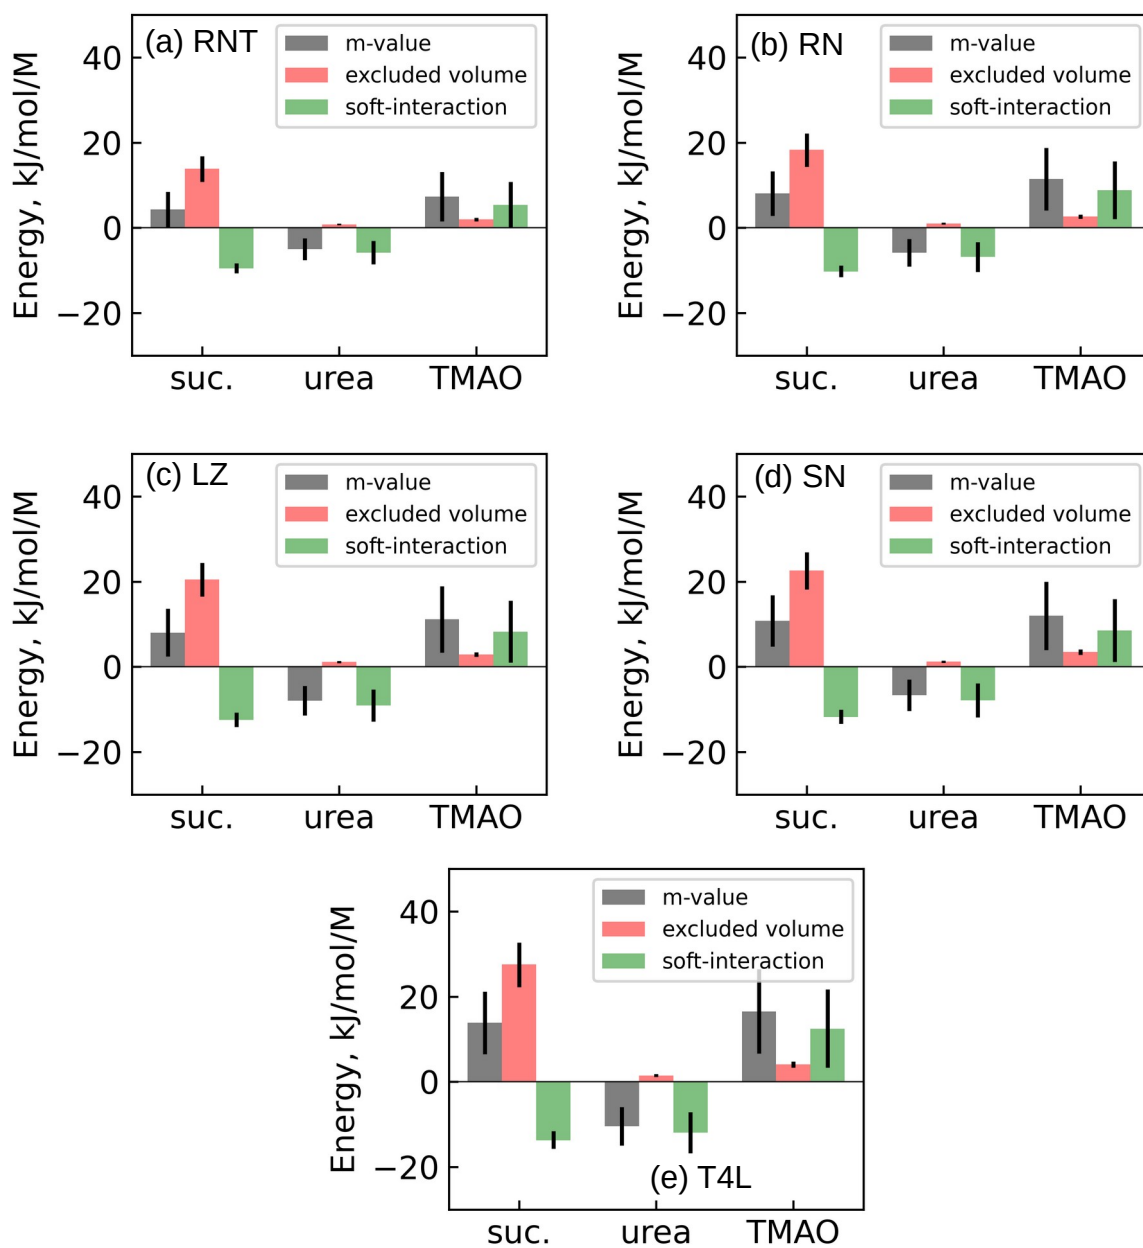 (a) RNT
m-value
excluded volume
soft-interaction
40
20
0
−20
Energy, kJ/mol/M
suc. urea TMAO
(b) RN
m-value
excluded volume
soft-interaction
40
20
0
−20
Energy, kJ/mol/M
suc. urea TMAO
(c) LZ
m-value
excluded volume
soft-interaction
40
20
0
−20
Energy, kJ/mol/M
suc. urea TMAO
(d) SN
m-value
excluded volume
soft-interaction
40
20
0
−20
Energy, kJ/mol/M
suc. urea TMAO
m-value
excluded volume
soft-interaction
40
20
0
−20
Energy, kJ/mol/M
(e) T4L
suc. urea TMAO